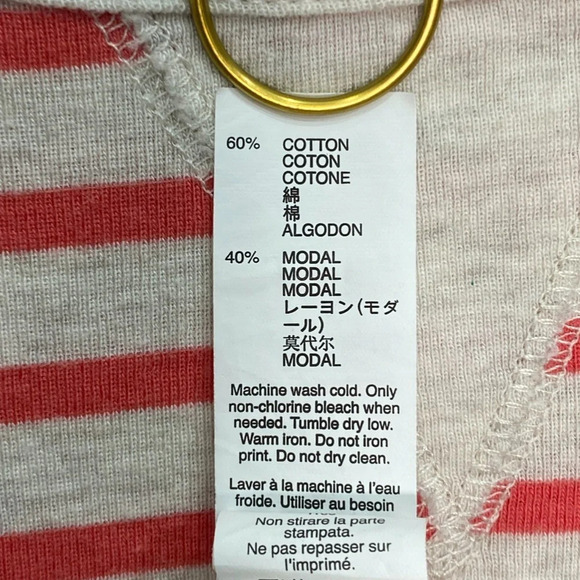 60% COTTON
COTON
COTONE
綿
棉
ALGODON
40% MODAL
MODAL
MODAL
レーヨン(モダ
ール)
莫代尔
MODAL
Machine wash cold. Only
non-chlorine bleach when
needed. Tumble dry low.
Warm iron. Do not iron
print. Do not dry clean.
Laver à la machine à l'eau
froide. Utiliser au besoin
Non stirare la parte
stampata.
Ne pas repasser sur
l'imprimé.